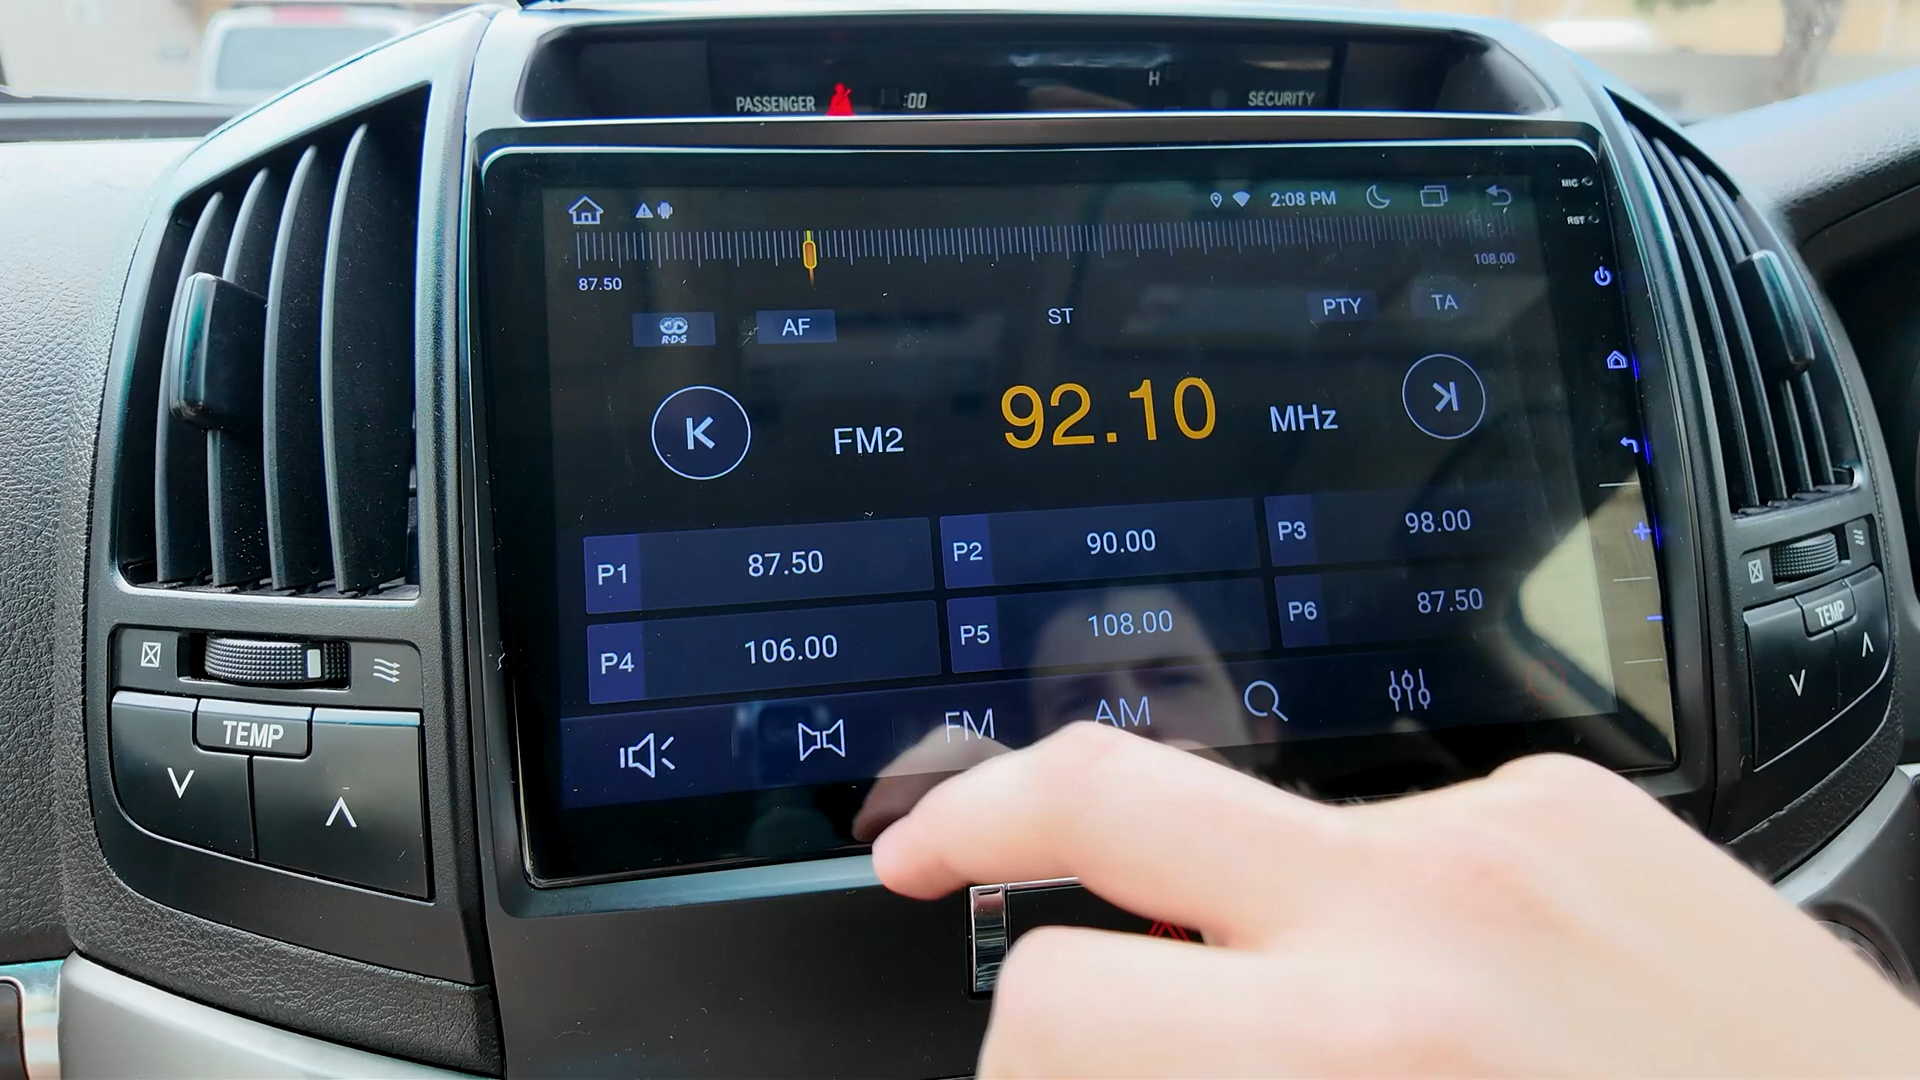 H
PASSENGER :00 SECURITY
2:08 PM
MIC
RST
87.50 108.00
R·D·S AF ST PTY TA
FM2 92.10 MHz
P1 87.50 P2 90.00 P3 98.00
P4 106.00 P5 108.00 P6 87.50
FM AM
TEMP
TEMP